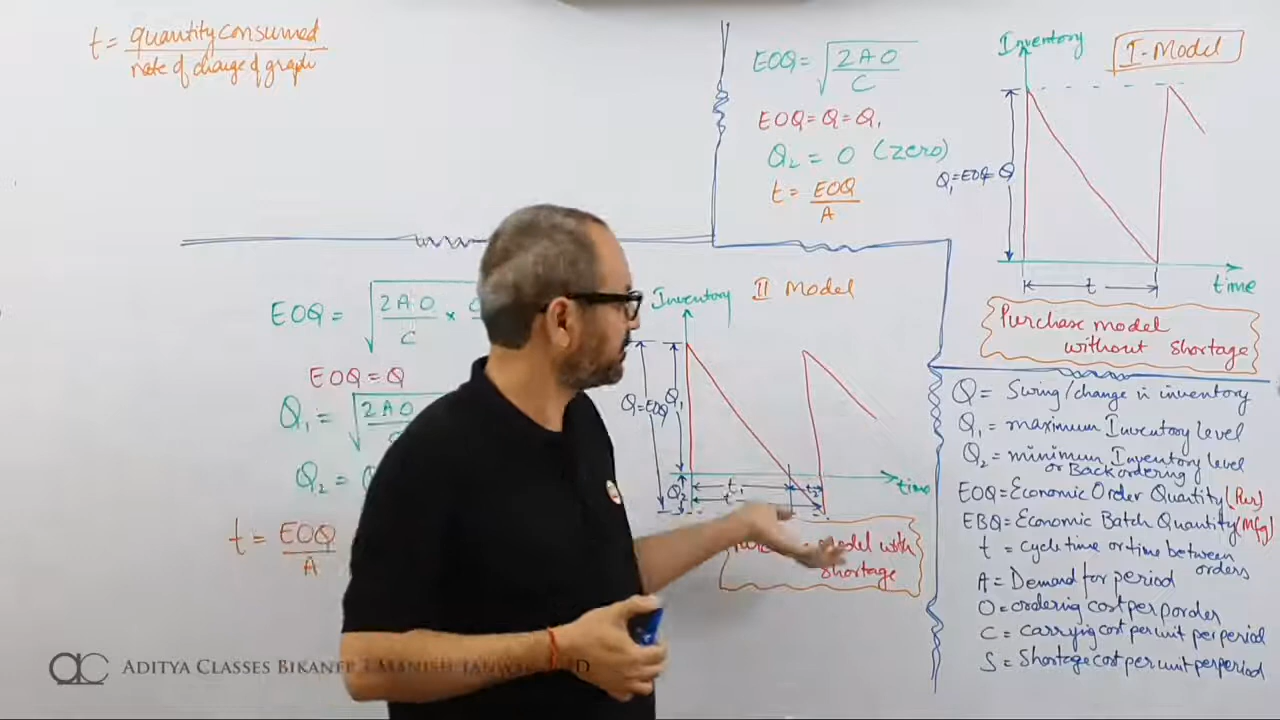 t = quantity consumed
rate of change of graph
EOQ = √2AO
C
EOQ = Q = Q₁
Q₂ = 0 (zero)
t = EOQ
A
Inventory
I-Model
Q₁=EOQ=Q
t
time
Purchase model
without shortage
EOQ = √2AO ×
C
EOQ = Q
Q₁ = √2AO
Q₂ =
t = EOQ
A
Inventory
II Model
Q=EOQ
Q₁
Q₂
t₁
t₂
t
time
model with
shortage
Q = Swing/change in inventory
Q₁ = maximum Inventory level
Q₂ = minimum Inventory level
or Backordering
EOQ = Economic Order Quantity (Pur)
EBQ = Economic Batch Quantity (Mfg)
t = cycle time or time between
orders
A = Demand for period
O = ordering cost per porder
C = carrying cost per unit per period
S = Shortage cost per unit per period
ac ADITYA CLASSES BIKANER